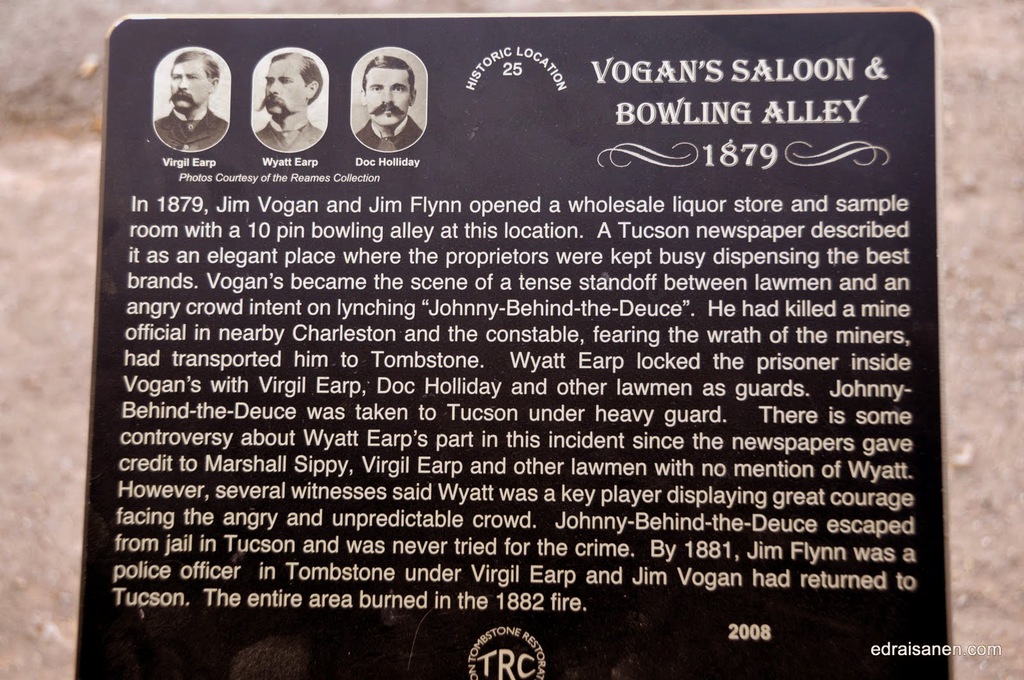 HISTORIC LOCATION
25
VOGAN'S SALOON &
BOWLING ALLEY
1879
Virgil Earp
Wyatt Earp
Doc Holliday
Photos Courtesy of the Reames Collection
In 1879, Jim Vogan and Jim Flynn opened a wholesale liquor store and sample
room with a 10 pin bowling alley at this location. A Tucson newspaper described
it as an elegant place where the proprietors were kept busy dispensing the best
brands. Vogan's became the scene of a tense standoff between lawmen and an
angry crowd intent on lynching “Johnny-Behind-the-Deuce”. He had killed a mine
official in nearby Charleston and the constable, fearing the wrath of the miners,
had transported him to Tombstone. Wyatt Earp locked the prisoner inside
Vogan's with Virgil Earp, Doc Holliday and other lawmen as guards. Johnny-
Behind-the-Deuce was taken to Tucson under heavy guard. There is some
controversy about Wyatt Earp's part in this incident since the newspapers gave
credit to Marshall Sippy, Virgil Earp and other lawmen with no mention of Wyatt.
However, several witnesses said Wyatt was a key player displaying great courage
facing the angry and unpredictable crowd. Johnny-Behind-the-Deuce escaped
from jail in Tucson and was never tried for the crime. By 1881, Jim Flynn was a
police officer in Tombstone under Virgil Earp and Jim Vogan had returned to
Tucson. The entire area burned in the 1882 fire.
2008
TOMBSTONE
TRC
edraisanen.com